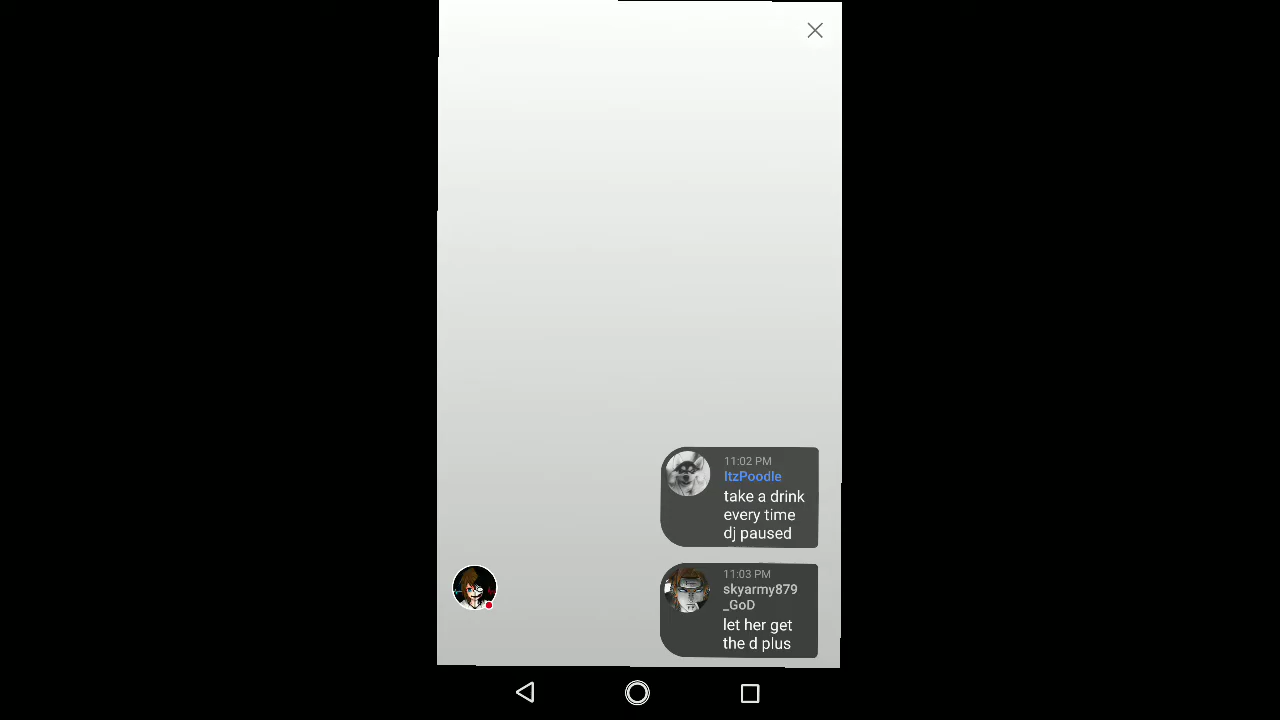 11:02 PM
ItzPoodle
take a drink
every time
dj paused
11:03 PM
skyarmy879
_GoD
let her get
the d plus